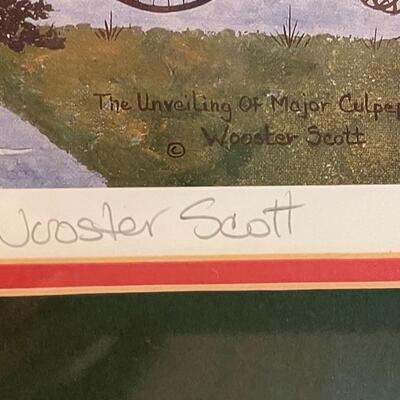 The Unveiling Of Major Culpep
© Wooster Scott
Wooster Scott